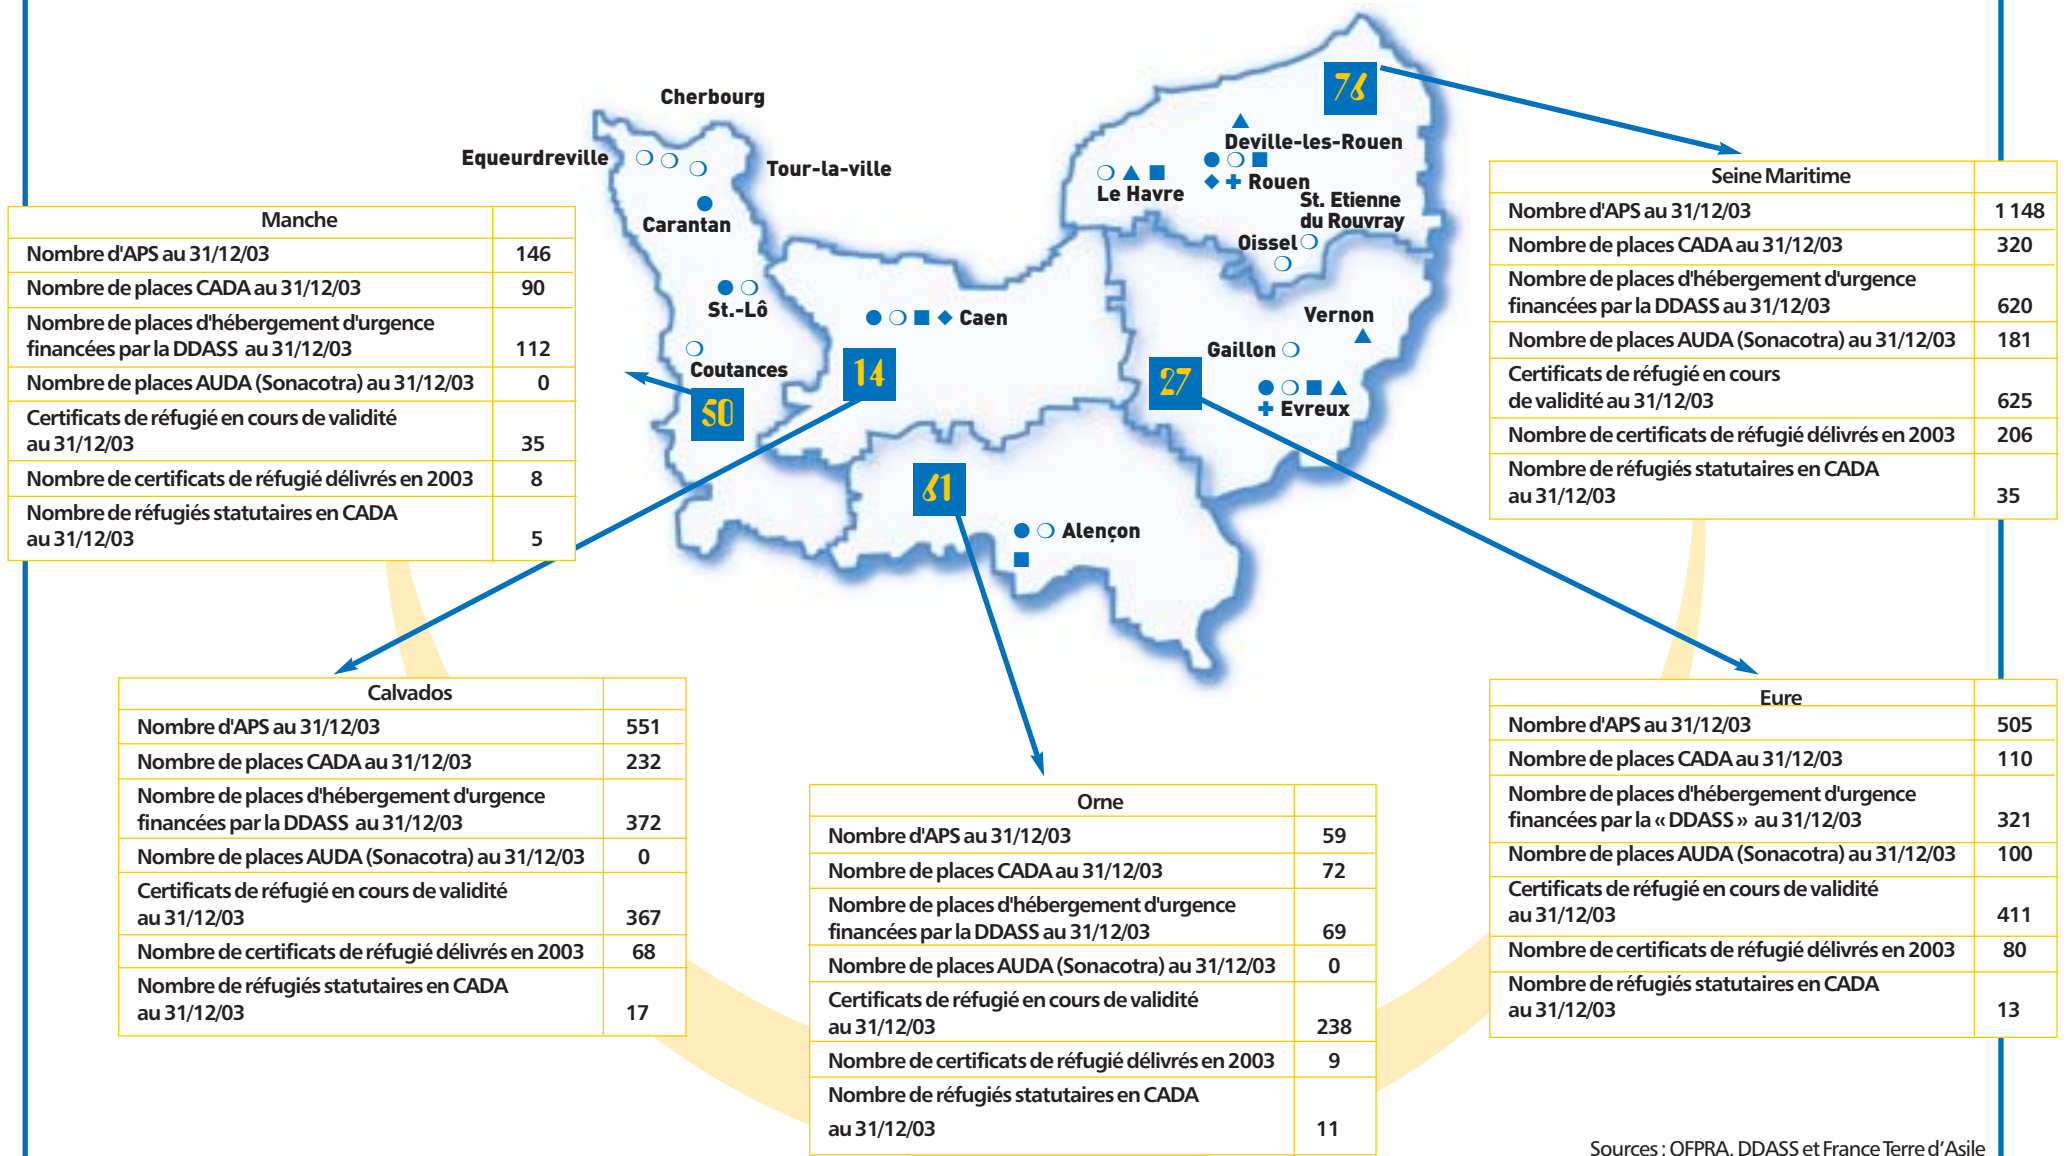 Cherbourg
Equeurdreville
Tour-la-ville
Carantan
St.-Lô
Coutances
50
Caen
14
61
Alençon
76
Deville-les-Rouen
Le Havre
Rouen
St. Etienne
du Rouvray
Oissel
Vernon
Gaillon
27
Evreux
Manche
Nombre d'APS au 31/12/03 146
Nombre de places CADA au 31/12/03 90
Nombre de places d'hébergement d'urgence
financées par la DDASS au 31/12/03 112
Nombre de places AUDA (Sonacotra) au 31/12/03 0
Certificats de réfugié en cours de validité
au 31/12/03 35
Nombre de certificats de réfugié délivrés en 2003 8
Nombre de réfugiés statutaires en CADA
au 31/12/03 5
Seine Maritime
Nombre d'APS au 31/12/03 1 148
Nombre de places CADA au 31/12/03 320
Nombre de places d'hébergement d'urgence
financées par la DDASS au 31/12/03 620
Nombre de places AUDA (Sonacotra) au 31/12/03 181
Certificats de réfugié en cours
de validité au 31/12/03 625
Nombre de certificats de réfugié délivrés en 2003 206
Nombre de réfugiés statutaires en CADA
au 31/12/03 35
Calvados
Nombre d'APS au 31/12/03 551
Nombre de places CADA au 31/12/03 232
Nombre de places d'hébergement d'urgence
financées par la DDASS au 31/12/03 372
Nombre de places AUDA (Sonacotra) au 31/12/03 0
Certificats de réfugié en cours de validité
au 31/12/03 367
Nombre de certificats de réfugié délivrés en 2003 68
Nombre de réfugiés statutaires en CADA
au 31/12/03 17
Orne
Nombre d'APS au 31/12/03 59
Nombre de places CADA au 31/12/03 72
Nombre de places d'hébergement d'urgence
financées par la DDASS au 31/12/03 69
Nombre de places AUDA (Sonacotra) au 31/12/03 0
Certificats de réfugié en cours de validité
au 31/12/03 238
Nombre de certificats de réfugié délivrés en 2003 9
Nombre de réfugiés statutaires en CADA
au 31/12/03 11
Eure
Nombre d'APS au 31/12/03 505
Nombre de places CADA au 31/12/03 110
Nombre de places d'hébergement d'urgence
financées par la « DDASS » au 31/12/03 321
Nombre de places AUDA (Sonacotra) au 31/12/03 100
Certificats de réfugié en cours de validité
au 31/12/03 411
Nombre de certificats de réfugié délivrés en 2003 80
Nombre de réfugiés statutaires en CADA
au 31/12/03 13
Sources : OFPRA, DDASS et France Terre d'Asile